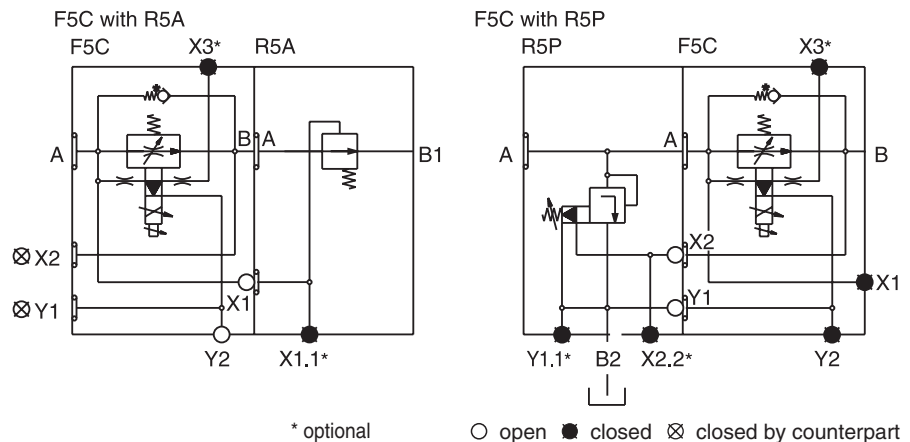 F5C with R5A
F5C X3* R5A
A B A B1
X2
Y1
X1
Y2 X1.1*
F5C with R5P
R5P F5C X3*
A A B
X2
X1
Y1
Y1.1* B2 X2.2* Y2
* optional
open closed closed by counterpart